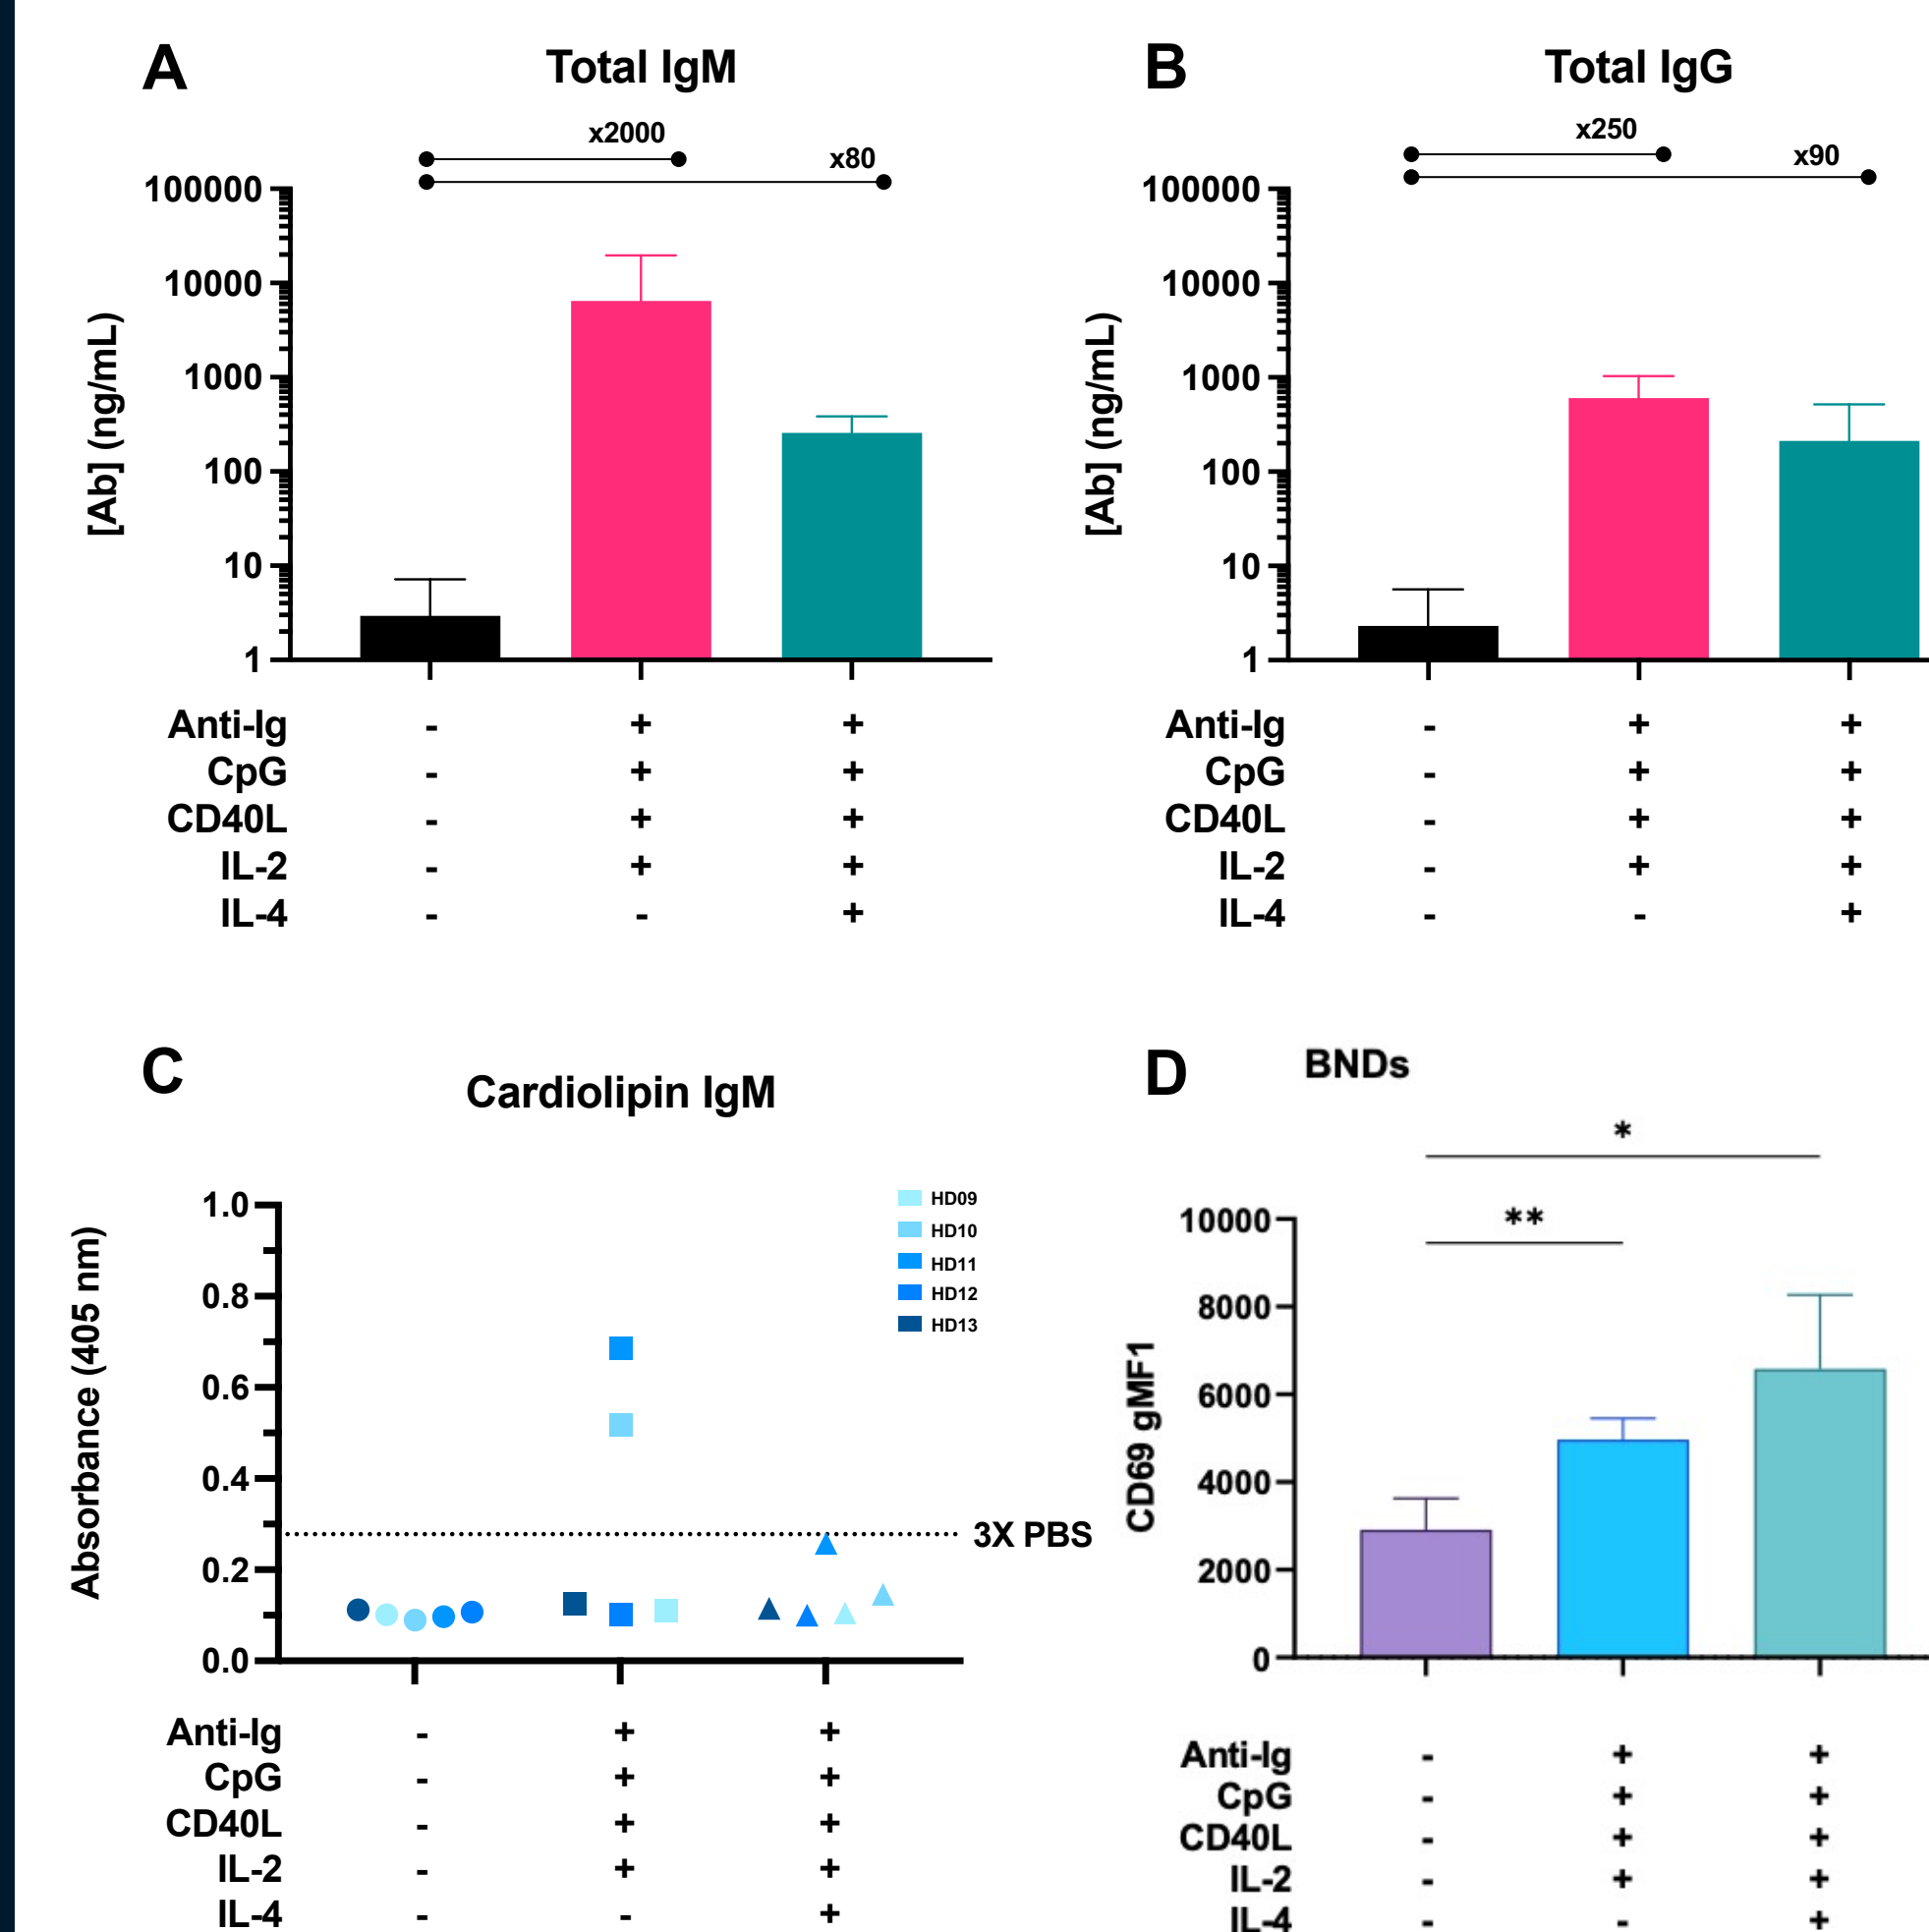 A
Total IgM
x2000
x80
100000
10000
1000
100
10
1
[Ab] (ng/mL)
Anti-Ig - + +
CpG - + +
CD40L - + +
IL-2 - + +
IL-4 - - +
B
Total IgG
x250
x90
100000
10000
1000
100
10
1
[Ab] (ng/mL)
Anti-Ig - + +
CpG - + +
CD40L - + +
IL-2 - + +
IL-4 - - +
C
Cardiolipin IgM
1.0
0.8
0.6
0.4
0.2
0.0
Absorbance (405 nm)
HD09
HD10
HD11
HD12
HD13
3X PBS
Anti-Ig - + +
CpG - + +
CD40L - + +
IL-2 - + +
IL-4 - - +
D
BNDs
*
**
10000
8000
6000
4000
2000
0
CD69 gMF1
Anti-Ig - + +
CpG - + +
CD40L - + +
IL-2 - + +
IL-4 - - +